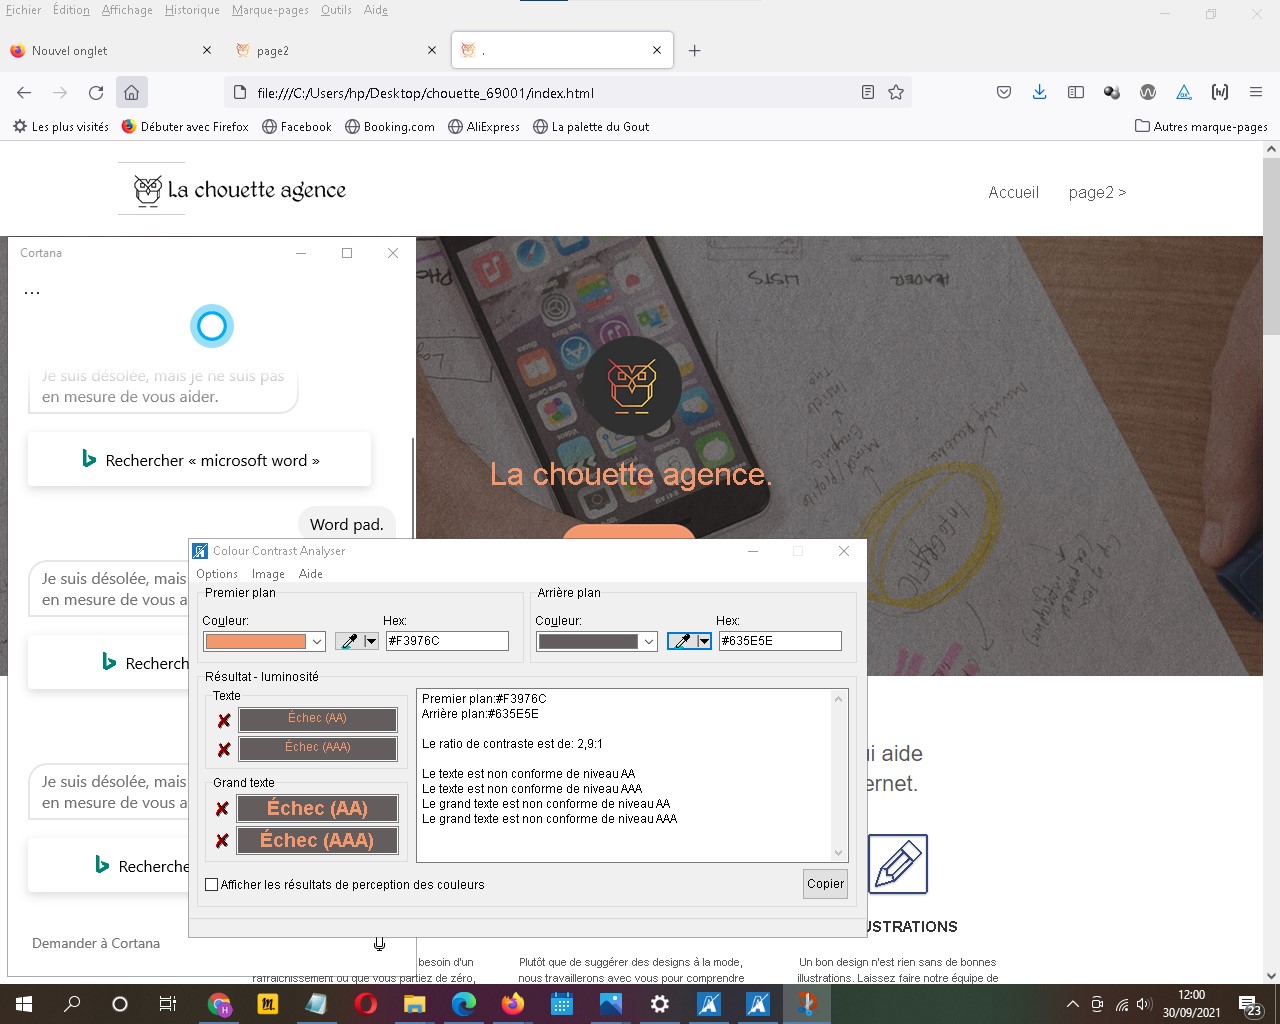 Fichier Édition Affichage Historique Marque-pages Outils Aide
Nouvel onglet
page2
.
file:///C:/Users/hp/Desktop/chouette_69001/index.html
Les plus visités Débuter avec Firefox Facebook Booking.com AliExpress La palette du Gout Autres marque-pages
La chouette agence
Accueil page2 >
Cortana
...
Je suis désolée, mais je ne suis pas
en mesure de vous aider.
Rechercher « microsoft word »
Word pad.
Je suis désolée, mais
en mesure de vous a
Recherch
Je suis désolée, mais
en mesure de vous a
Recherche
Demander à Cortana
LISTS
HEADER
La chouette agence.
Colour Contrast Analyser
Options Image Aide
Premier plan
Couleur: Hex:
#F3976C
Arrière plan
Couleur: Hex:
#635E5E
Résultat - luminosité
Texte
Échec (AA)
Échec (AAA)
Grand texte
Échec (AA)
Échec (AAA)
Premier plan:#F3976C
Arrière plan:#635E5E
Le ratio de contraste est de: 2,9:1
Le texte est non conforme de niveau AA
Le texte est non conforme de niveau AAA
Le grand texte est non conforme de niveau AA
Le grand texte est non conforme de niveau AAA
Afficher les résultats de perception des couleurs
Copier
ui aide
ernet.
USTRATIONS
besoin d'un
rafraichissement ou que vous partiez de zéro,
Plutôt que de suggérer des designs à la mode,
nous travaillerons avec vous pour comprendre
Un bon design n'est rien sans de bonnes
illustrations. Laissez faire notre équipe de
12:00
30/09/2021
23